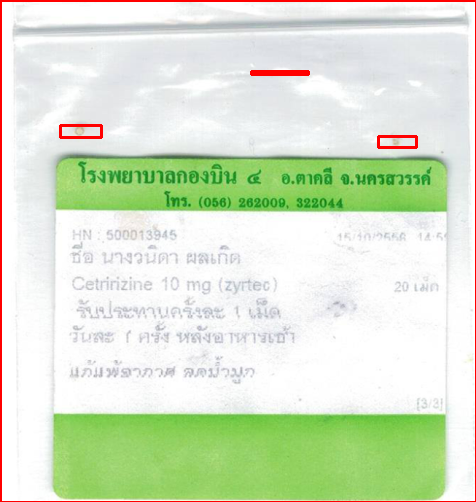 โรงพยาบาลกองบิน ๔ อ.ตาคลี จ.นครสวรรค์
โทร. (056) 262009, 322044
HN : 500013945 15/10/2556 14:5
ชื่อ นางวนิดา ผลเกิด
Cetririzine 10 mg (zyrtec) 20 เม็ด
รับประทานครั้งละ 1 เม็ด
วันละ 1 ครั้ง หลังอาหารเช้า
แก้แพ้อากาศ ลดน้ำมูก
[3/3]